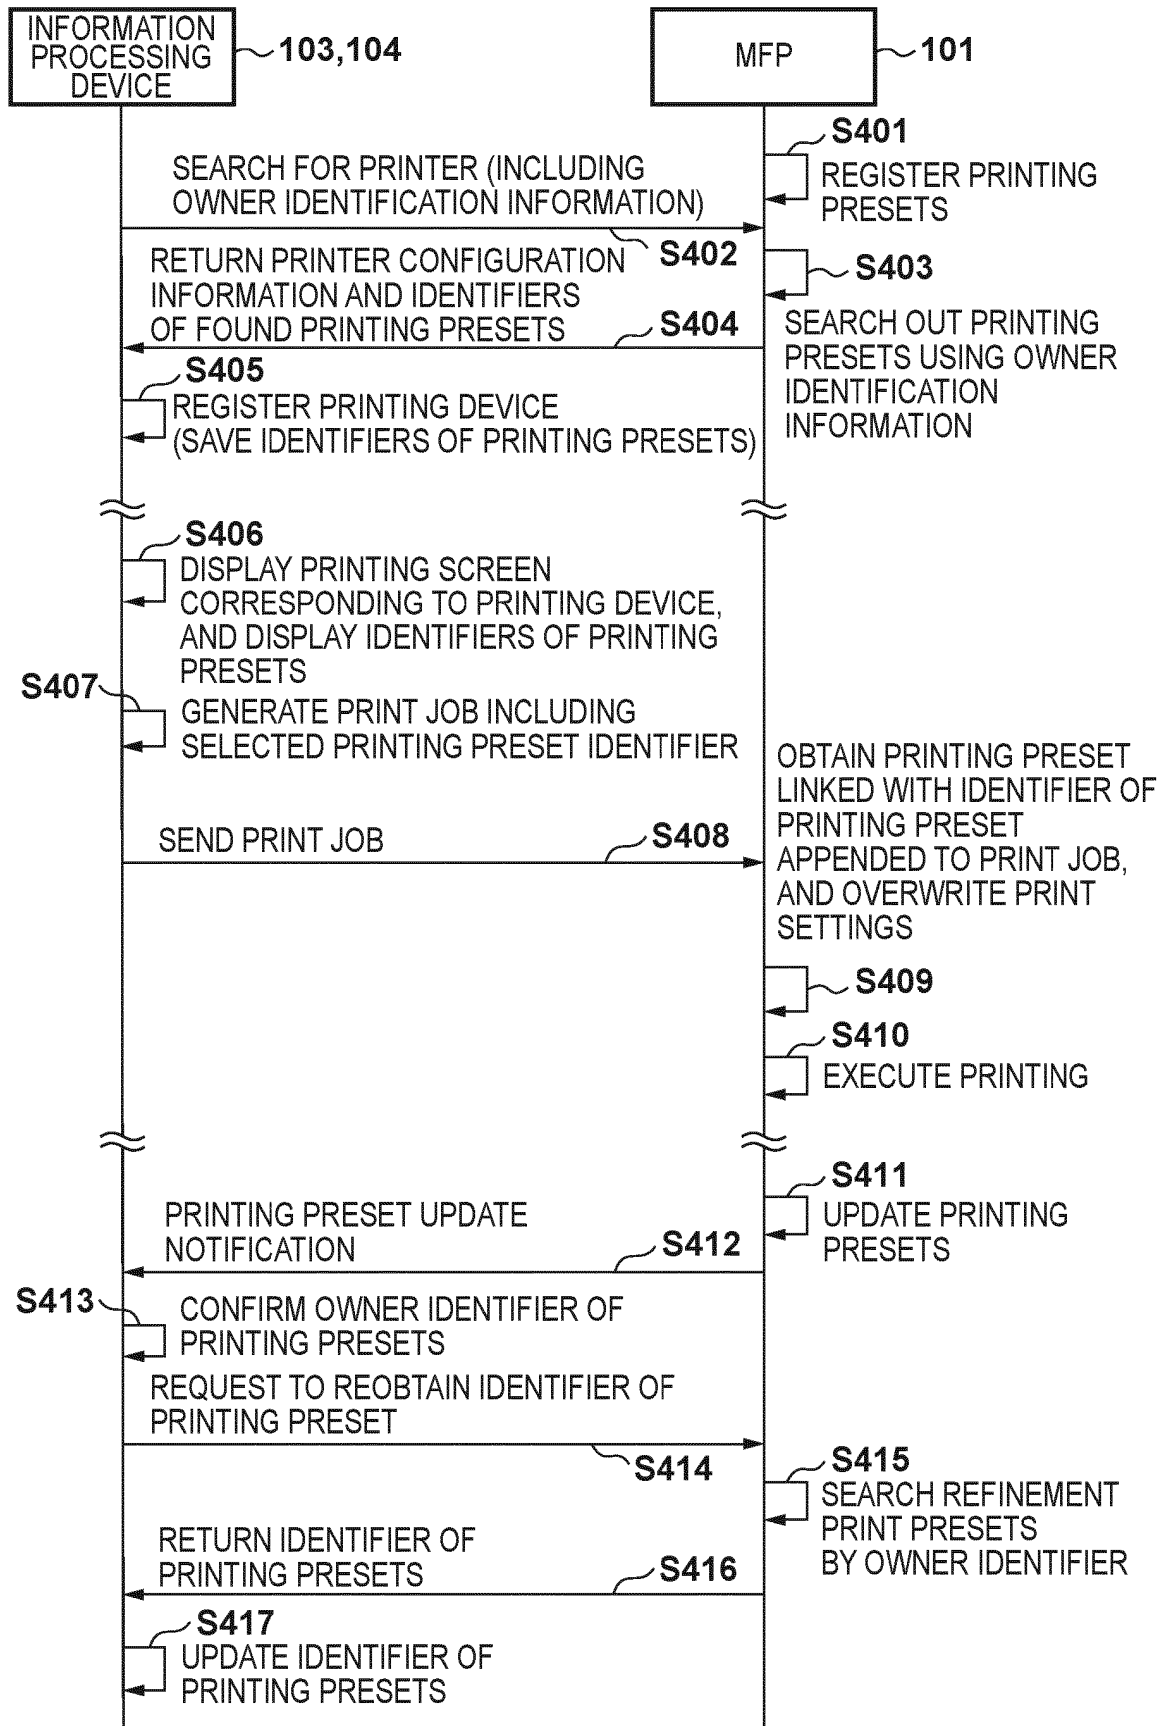 INFORMATION
PROCESSING
DEVICE
103,104
MFP
101
S401
REGISTER PRINTING
PRESETS
SEARCH FOR PRINTER (INCLUDING
OWNER IDENTIFICATION INFORMATION)
S402
S403
SEARCH OUT PRINTING
PRESETS USING OWNER
IDENTIFICATION
INFORMATION
RETURN PRINTER CONFIGURATION
INFORMATION AND IDENTIFIERS
OF FOUND PRINTING PRESETS
S404
S405
REGISTER PRINTING DEVICE
(SAVE IDENTIFIERS OF PRINTING PRESETS)
S406
DISPLAY PRINTING SCREEN
CORRESPONDING TO PRINTING DEVICE,
AND DISPLAY IDENTIFIERS OF PRINTING
PRESETS
S407
GENERATE PRINT JOB INCLUDING
SELECTED PRINTING PRESET IDENTIFIER
SEND PRINT JOB
S408
OBTAIN PRINTING PRESET
LINKED WITH IDENTIFIER OF
PRINTING PRESET
APPENDED TO PRINT JOB,
AND OVERWRITE PRINT
SETTINGS
S409
S410
EXECUTE PRINTING
S411
UPDATE PRINTING
PRESETS
PRINTING PRESET UPDATE
NOTIFICATION
S412
S413
CONFIRM OWNER IDENTIFIER OF
PRINTING PRESETS
REQUEST TO REOBTAIN IDENTIFIER OF
PRINTING PRESET
S414
S415
SEARCH REFINEMENT
PRINT PRESETS
BY OWNER IDENTIFIER
RETURN IDENTIFIER OF
PRINTING PRESETS
S416
S417
UPDATE IDENTIFIER OF
PRINTING PRESETS